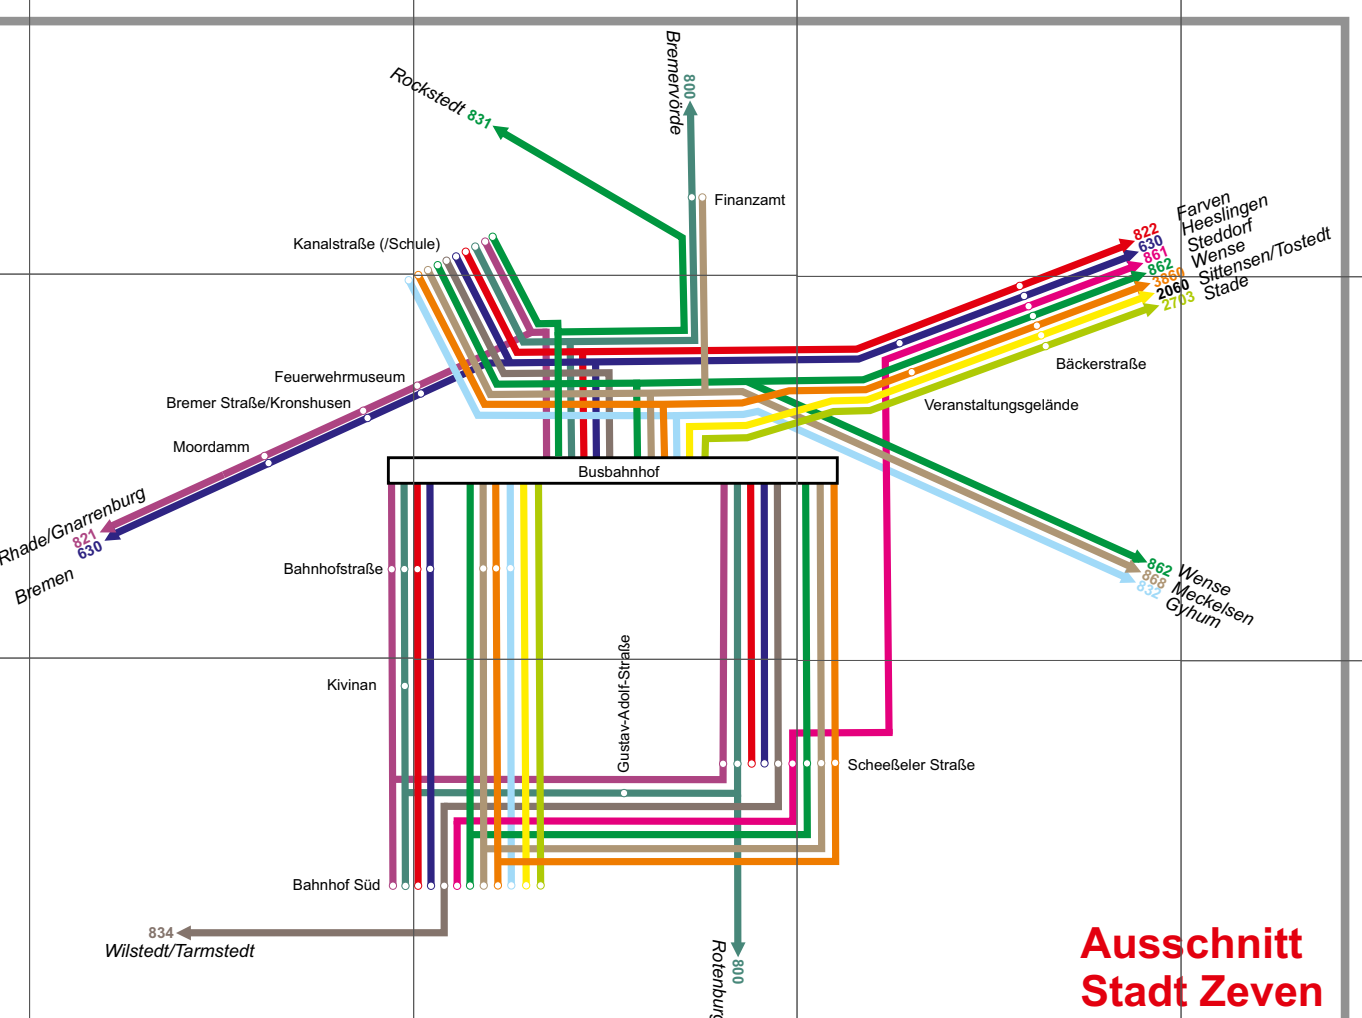 Bremervörde
800
Rockstedt 831
Finanzamt
Kanalstraße (/Schule)
Farven
822
Heeslingen
630
Steddorf
861
Wense
862
Sittensen/Tostedt
3860
2060
Stade
2703
Bäckerstraße
Feuerwehrmuseum
Bremer Straße/Kronshusen
Veranstaltungsgelände
Moordamm
Busbahnhof
Rhade/Gnarrenburg
821
630
Bremen
Bahnhofstraße
862 Wense
868 Meckelsen
832 Gyhum
Gustav-Adolf-Straße
Kivinan
Scheeßeler Straße
Bahnhof Süd
834
Wilstedt/Tarmstedt
Rotenburg
800
Ausschnitt
Stadt Zeven